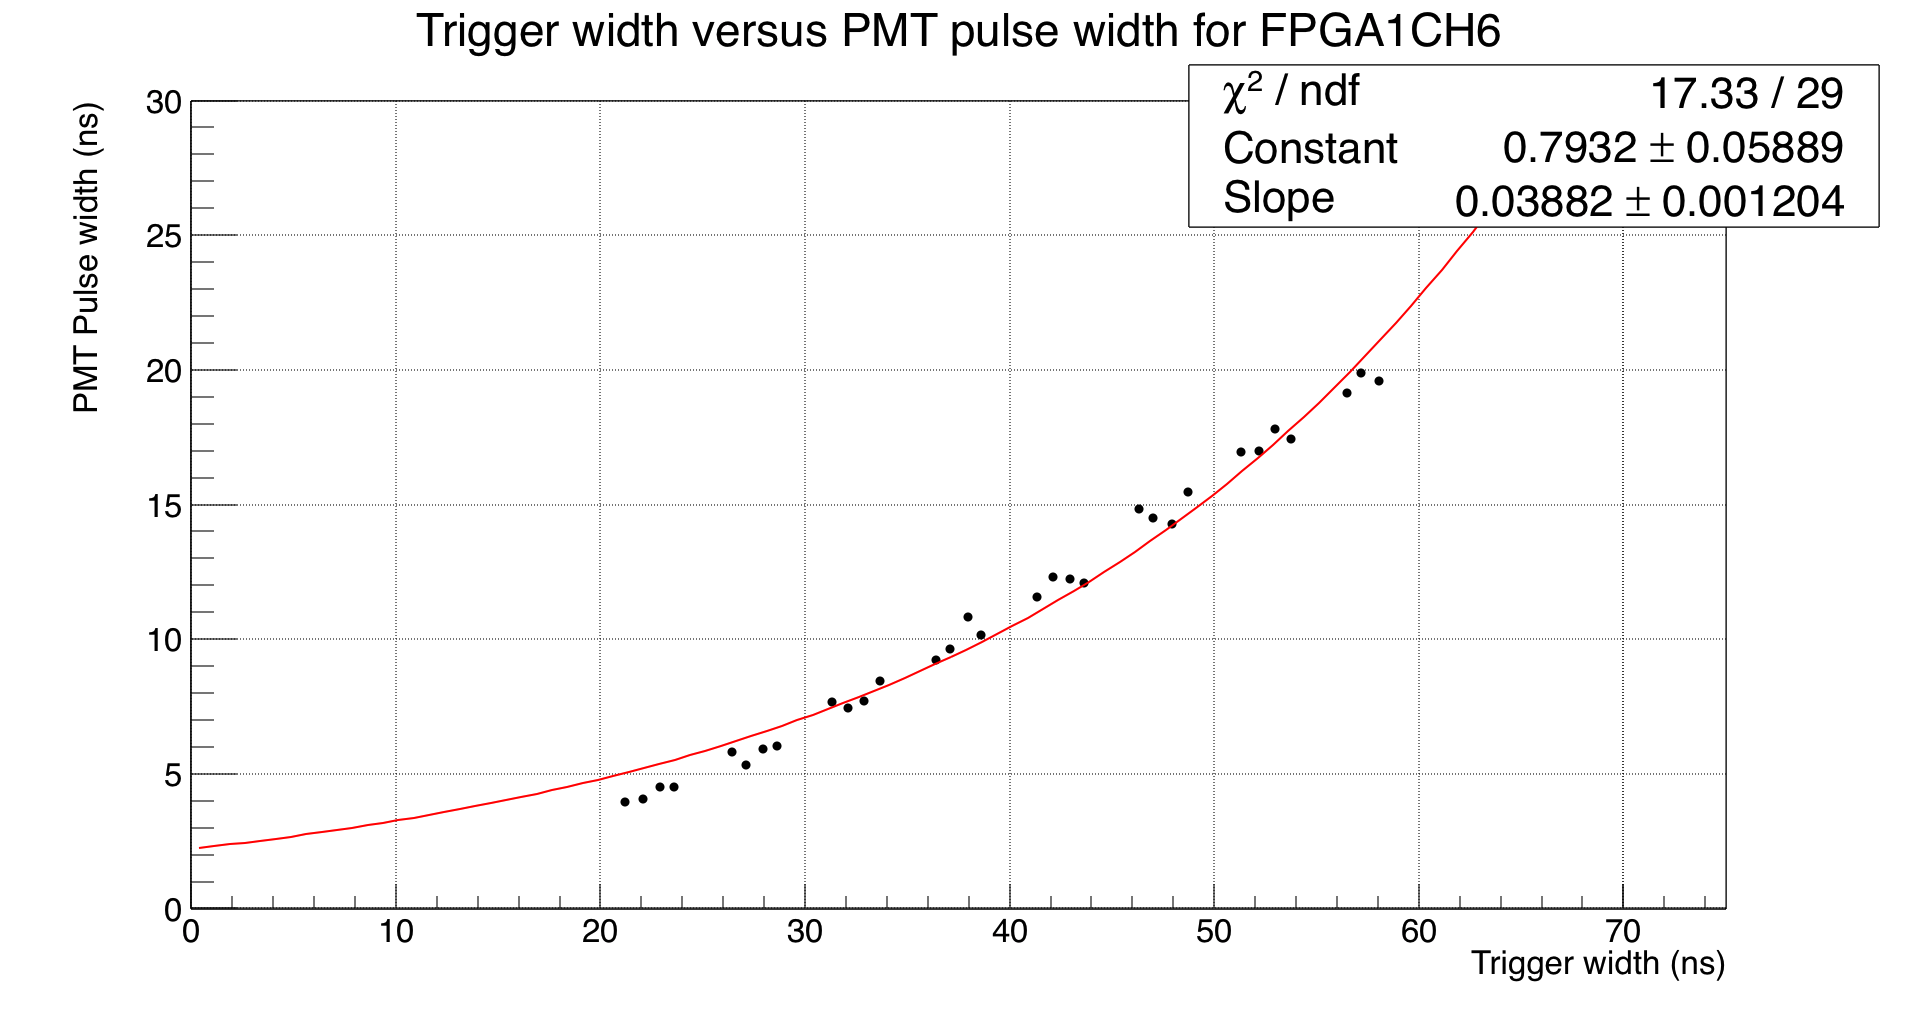 Trigger width versus PMT pulse width for FPGA1CH6
χ² / ndf 17.33 / 29
Constant 0.7932 ± 0.05889
Slope 0.03882 ± 0.001204
PMT Pulse width (ns)
30
25
20
15
10
5
0
0 10 20 30 40 50 60 70
Trigger width (ns)